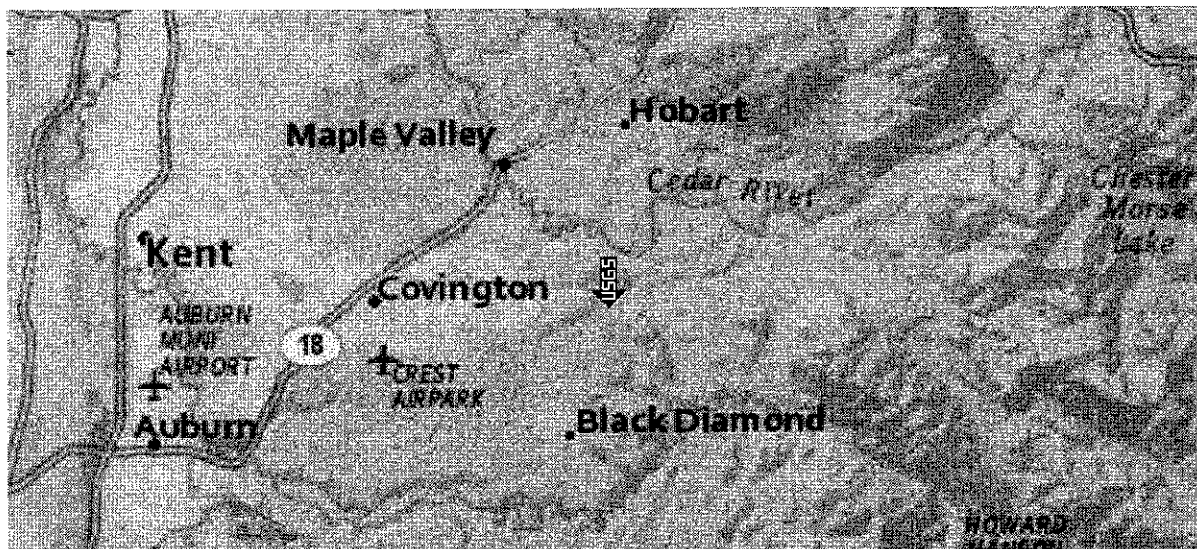 Hobart
Maple Valley
Cedar River
Chester
Morse
Lake
Kent
USGS
Covington
AUBURN
MUNI
AIRPORT
18
CREST
AIRPARK
Auburn
Black Diamond
HOWARD